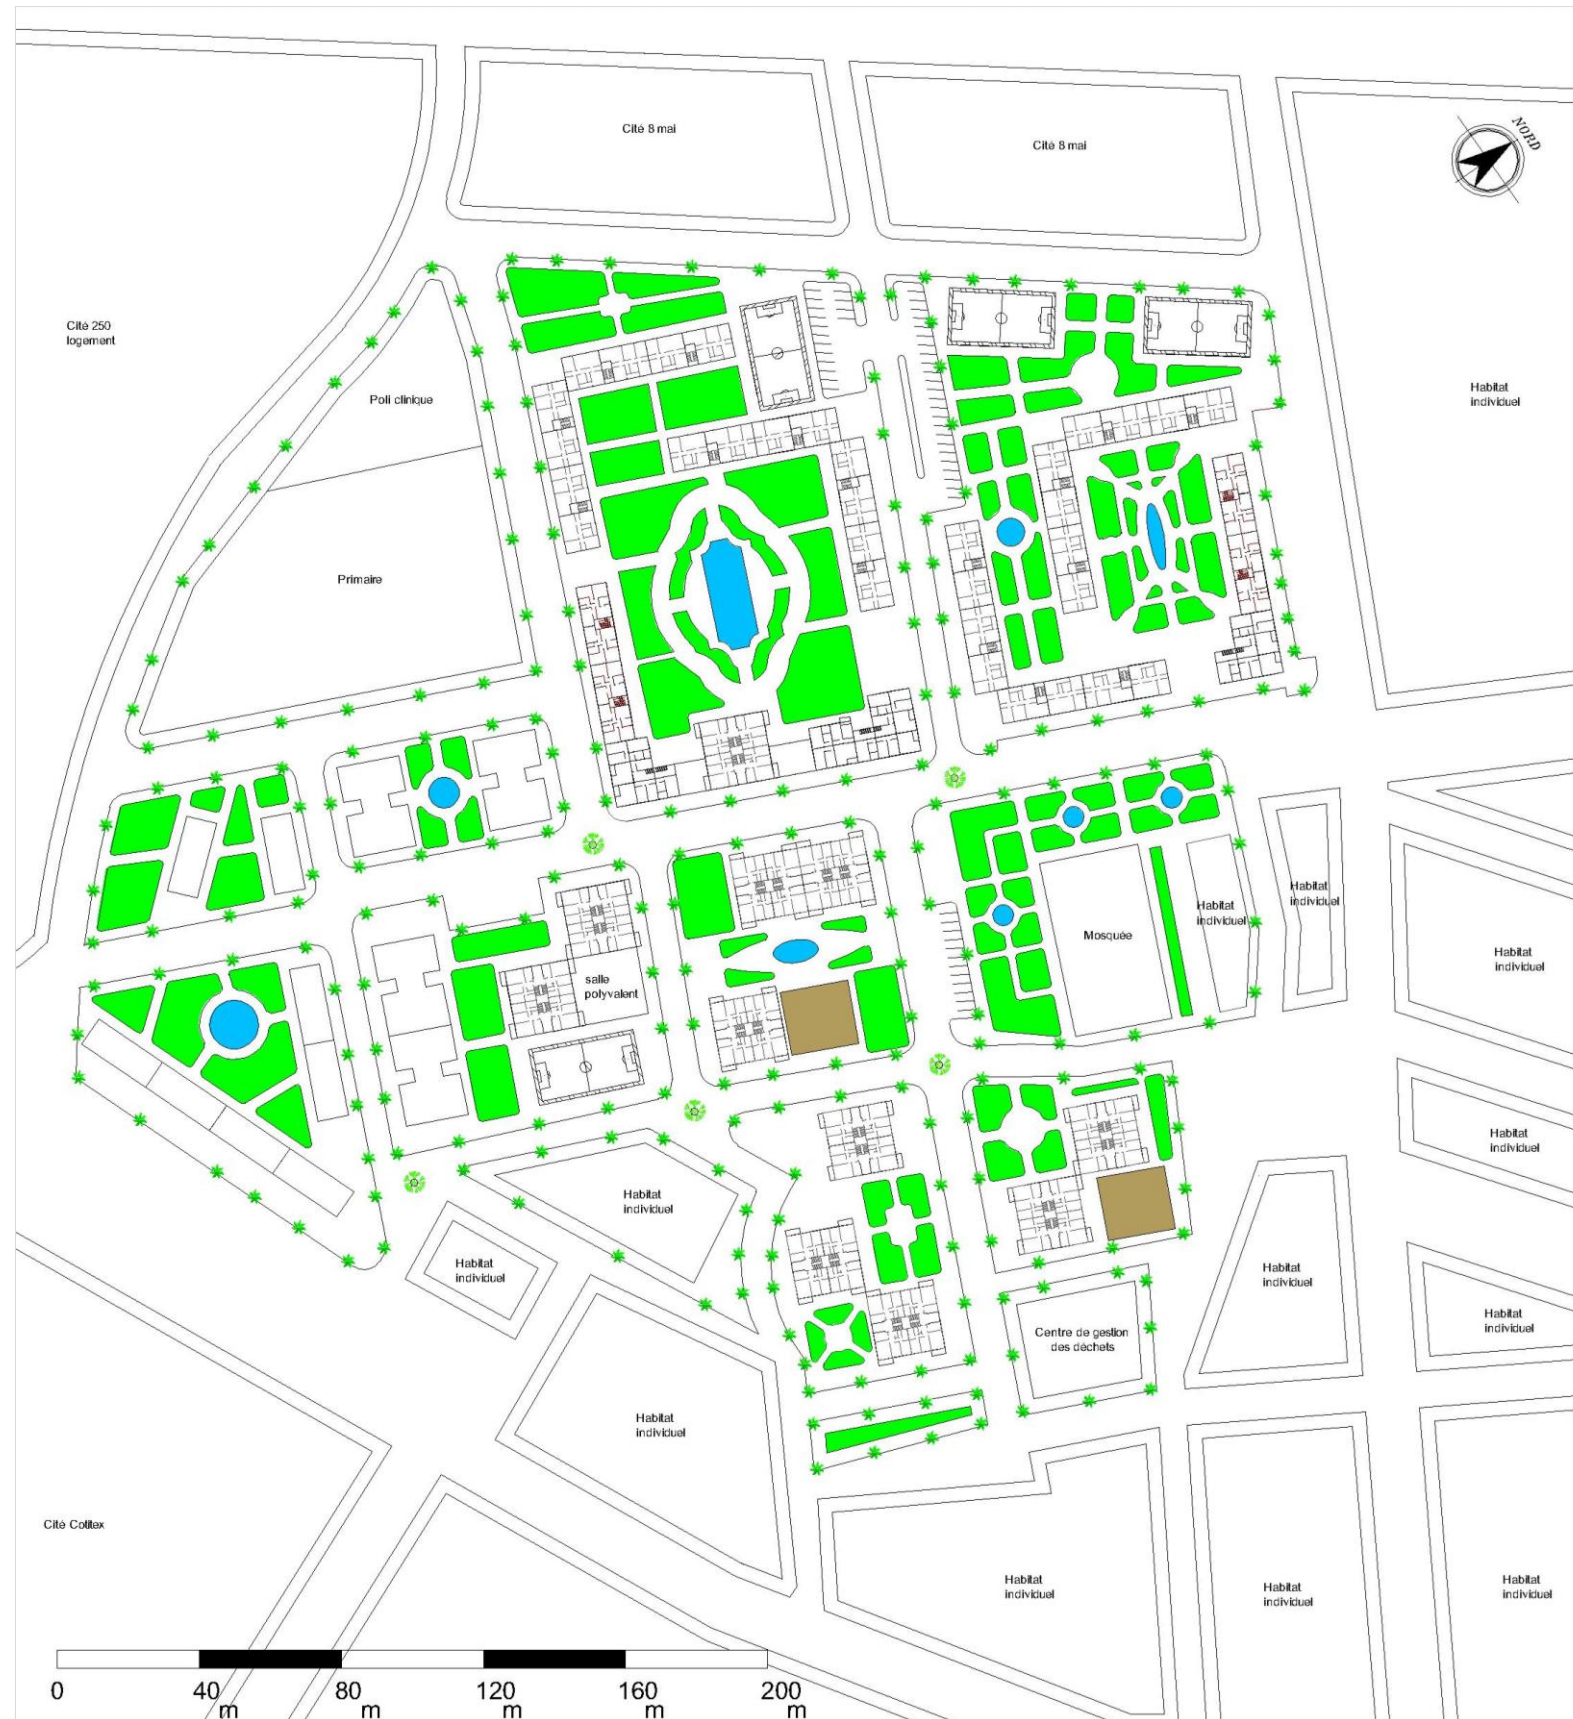 Cité 8 mai
Cité 8 mai
NORD
Cité 250
logement
Poli clinique
Habitat
individuel
Primaire
Habitat
individuel
Habitat
individuel
Mosquée
Habitat
individuel
salle
polyvalent
Habitat
individuel
Habitat
individuel
Habitat
individuel
Habitat
individuel
Habitat
individuel
Centre de gestion
des déchets
Habitat
individuel
Cité Cotitex
Habitat
individuel
Habitat
individuel
Habitat
individuel
0 40 80 120 160 200
m m m m m